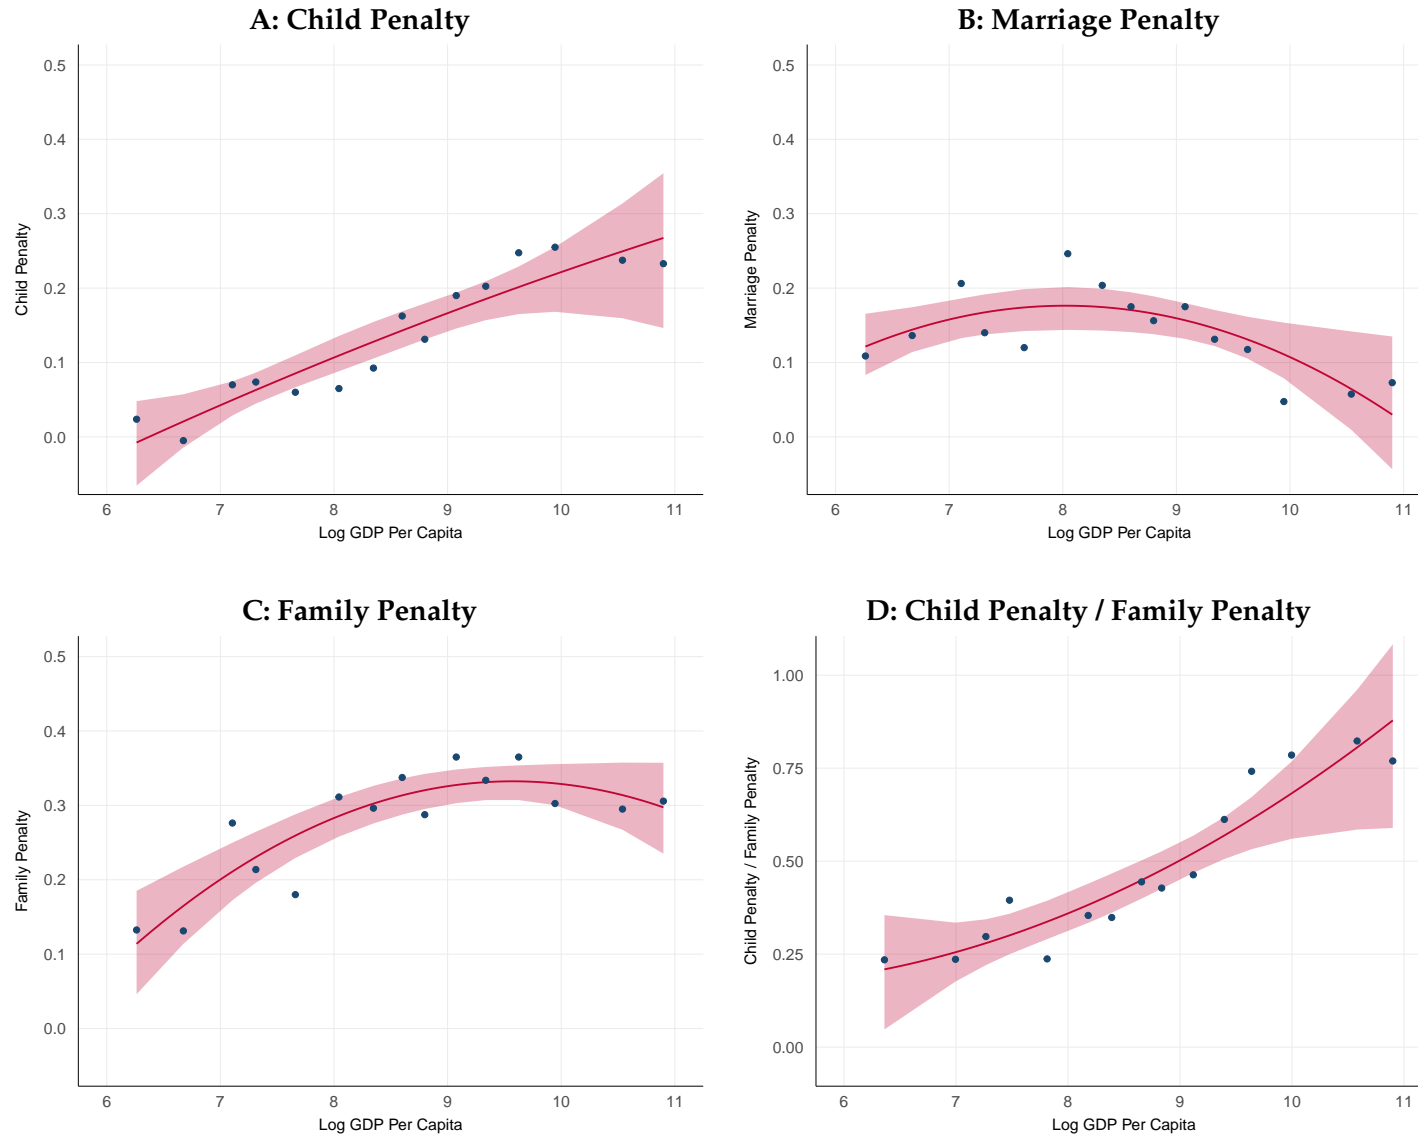 A: Child Penalty
0.5
0.4
0.3
0.2
0.1
0.0
Child Penalty
6 7 8 9 10 11
Log GDP Per Capita
B: Marriage Penalty
0.5
0.4
0.3
0.2
0.1
0.0
Marriage Penalty
6 7 8 9 10 11
Log GDP Per Capita
C: Family Penalty
0.5
0.4
0.3
0.2
0.1
0.0
Family Penalty
6 7 8 9 10 11
Log GDP Per Capita
D: Child Penalty / Family Penalty
1.00
0.75
0.50
0.25
0.00
Child Penalty / Family Penalty
6 7 8 9 10 11
Log GDP Per Capita